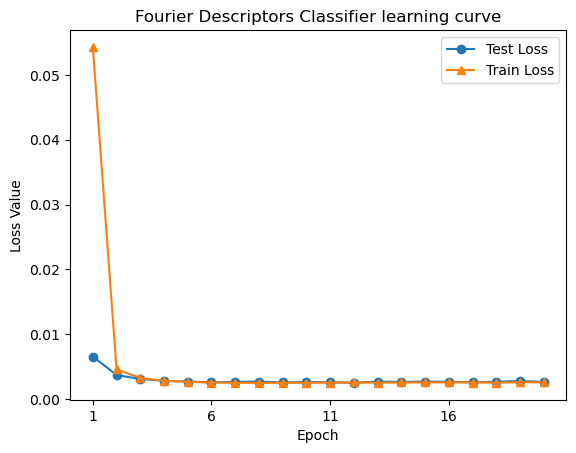 Fourier Descriptors Classifier learning curve
Test Loss
Train Loss
0.05
0.04
0.03
0.02
0.01
0.00
Loss Value
1 6 11 16
Epoch